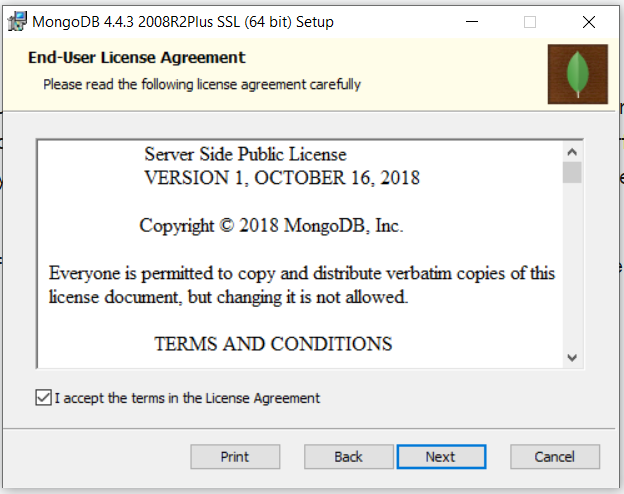 MongoDB 4.4.3 2008R2Plus SSL (64 bit) Setup
End-User License Agreement
Please read the following license agreement carefully
Server Side Public License
VERSION 1, OCTOBER 16, 2018
Copyright © 2018 MongoDB, Inc.
Everyone is permitted to copy and distribute verbatim copies of this
license document, but changing it is not allowed.
TERMS AND CONDITIONS
I accept the terms in the License Agreement
Print Back Next Cancel